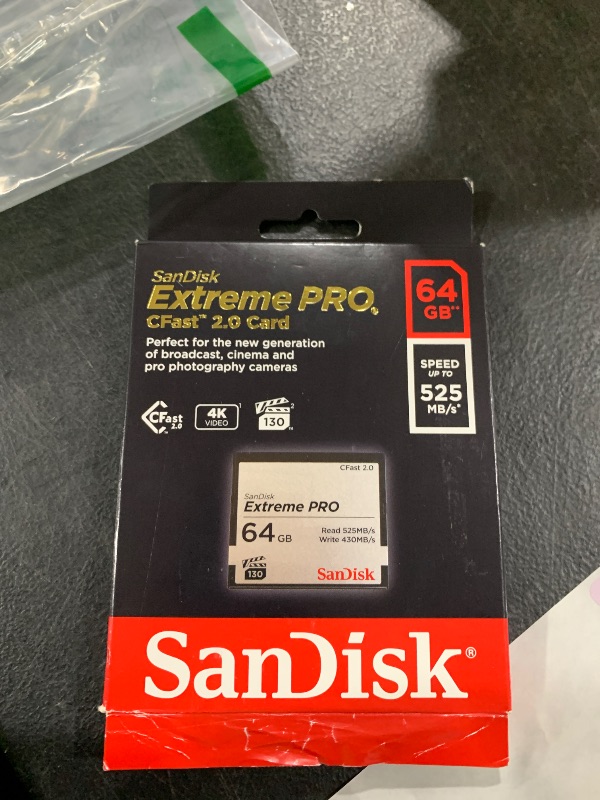 SanDisk
Extreme PRO®
CFast™ 2.0 Card
Perfect for the new generation
of broadcast, cinema and
pro photography cameras
64
GB**
SPEED
UP TO
525
MB/s*
CFast
2.0
4K
VIDEO
1
130
CFast 2.0
SanDisk
Extreme PRO
64 GB
Read 525MB/s
Write 430MB/s
130
SanDisk
SanDisk®